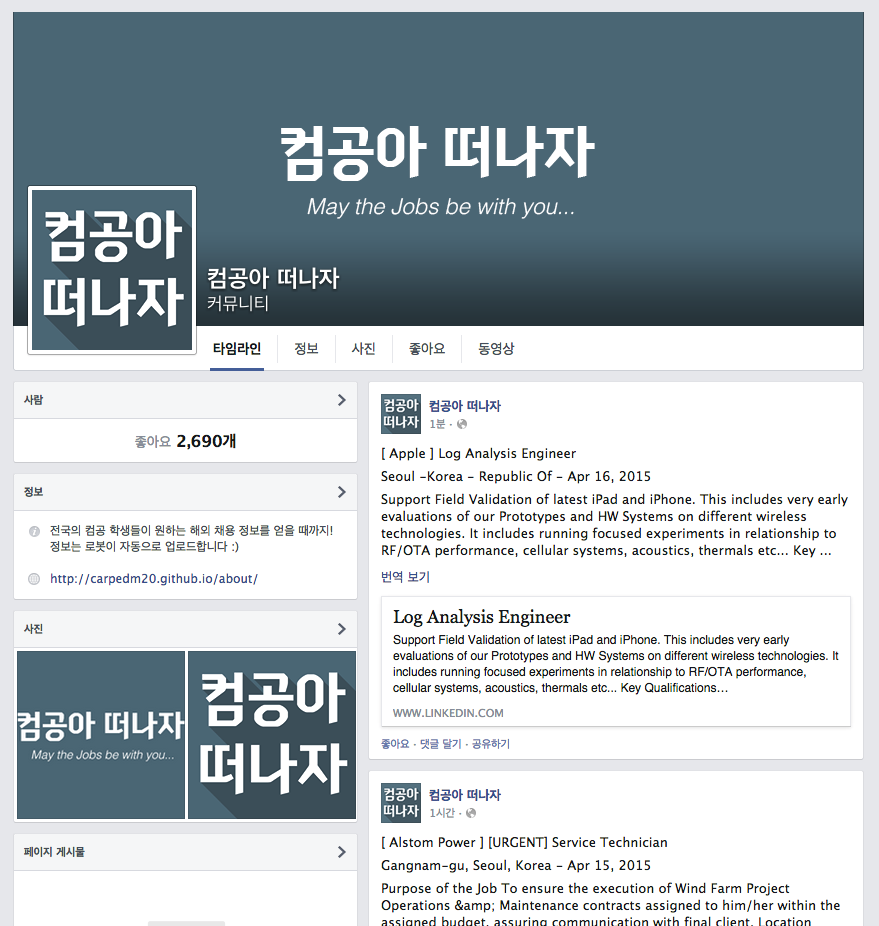 컴공아 떠나자
May the Jobs be with you...
컴공아
떠나자
컴공아 떠나자
커뮤니티
타임라인 정보 사진 좋아요 동영상
사람
좋아요 2,690개
정보
전국의 컴공 학생들이 원하는 해외 채용 정보를 얻을 때까지!
정보는 로봇이 자동으로 업로드합니다 :)
http://carpedm20.github.io/about/
사진
컴공아 떠나자
May the Jobs be with you...
컴공아
떠나자
페이지 게시물
컴공아
떠나자
컴공아 떠나자
1분 ·
[ Apple ] Log Analysis Engineer
Seoul -Korea - Republic Of - Apr 16, 2015
Support Field Validation of latest iPad and iPhone. This includes very early
evaluations of our Prototypes and HW Systems on different wireless
technologies. It includes running focused experiments in relationship to
RF/OTA performance, cellular systems, acoustics, thermals etc... Key ...
번역 보기
Log Analysis Engineer
Support Field Validation of latest iPad and iPhone. This includes very early
evaluations of our Prototypes and HW Systems on different wireless technologies. It
includes running focused experiments in relationship to RF/OTA performance,
cellular systems, acoustics, thermals etc... Key Qualifications...
WWW.LINKEDIN.COM
좋아요 · 댓글 달기 · 공유하기
컴공아
떠나자
컴공아 떠나자
1시간 ·
[ Alstom Power ] [URGENT] Service Technician
Gangnam-gu, Seoul, Korea - Apr 15, 2015
Purpose of the Job To ensure the execution of Wind Farm Project
Operations &amp; Maintenance contracts assigned to him/her within the
assigned budget, assuring communication with final client. Location